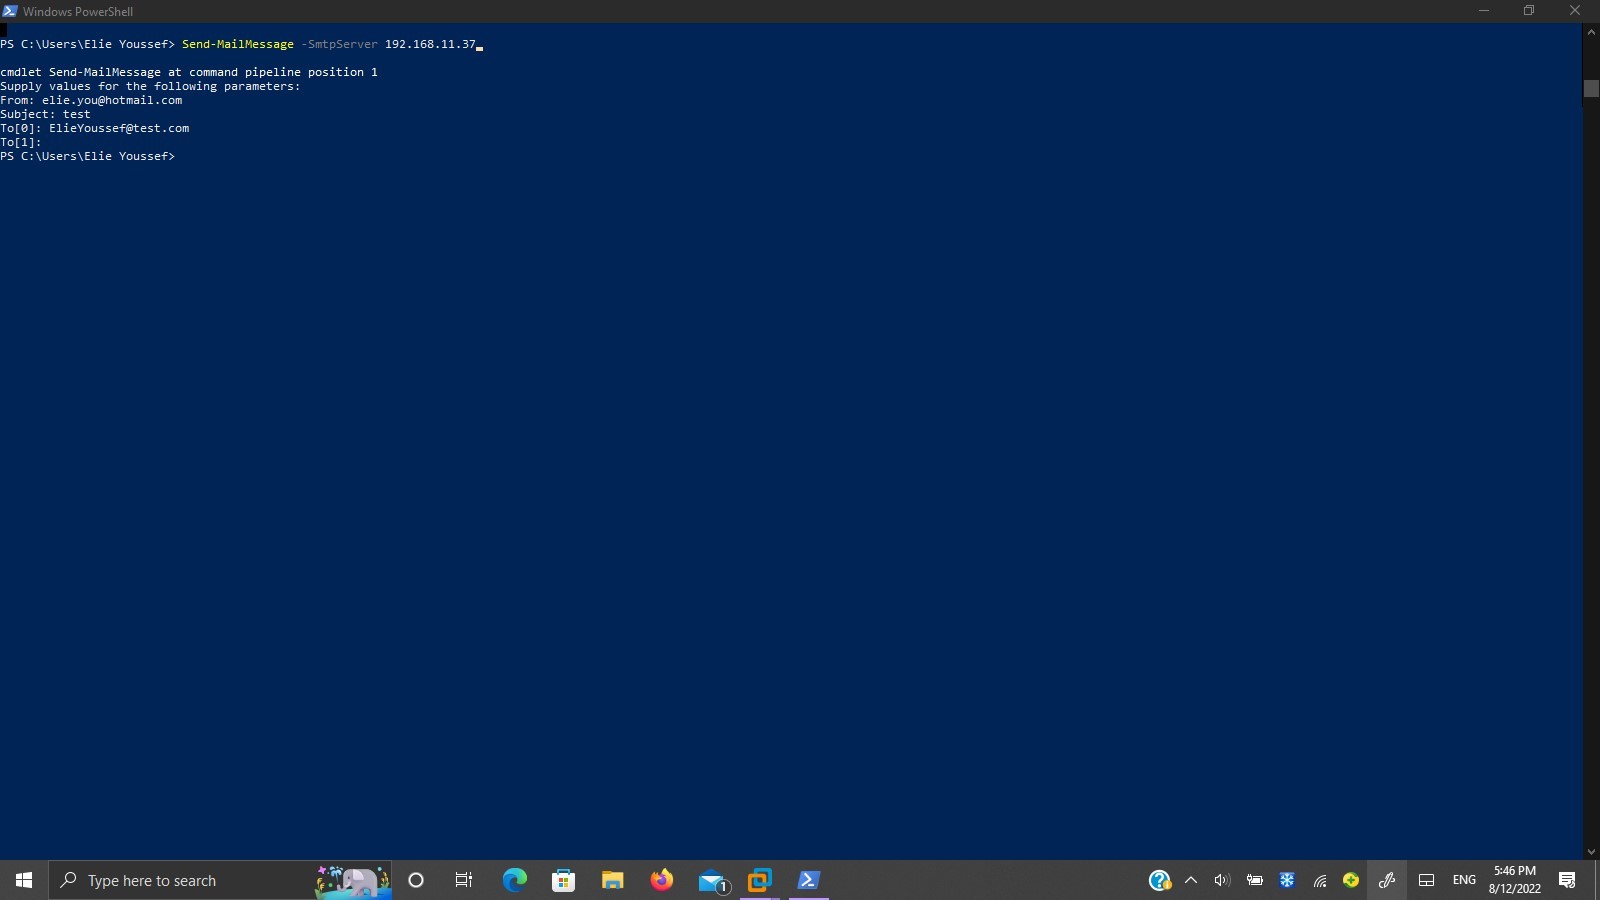 Windows PowerShell
PS C:\Users\Elie Youssef> Send-MailMessage -SmtpServer 192.168.11.37
cmdlet Send-MailMessage at command pipeline position 1
Supply values for the following parameters:
From: elie.you@hotmail.com
Subject: test
To[0]: ElieYoussef@test.com
To[1]:
PS C:\Users\Elie Youssef>
Type here to search
1
ENG
5:46 PM
8/12/2022